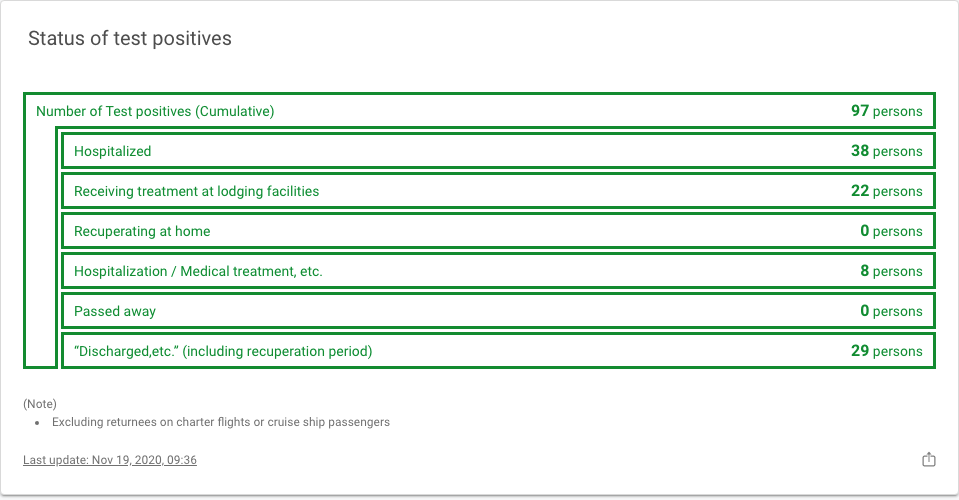 Status of test positives
Number of Test positives (Cumulative) 97 persons
Hospitalized 38 persons
Receiving treatment at lodging facilities 22 persons
Recuperating at home 0 persons
Hospitalization / Medical treatment, etc. 8 persons
Passed away 0 persons
“Discharged,etc.” (including recuperation period) 29 persons
(Note)
• Excluding returnees on charter flights or cruise ship passengers
Last update: Nov 19, 2020, 09:36